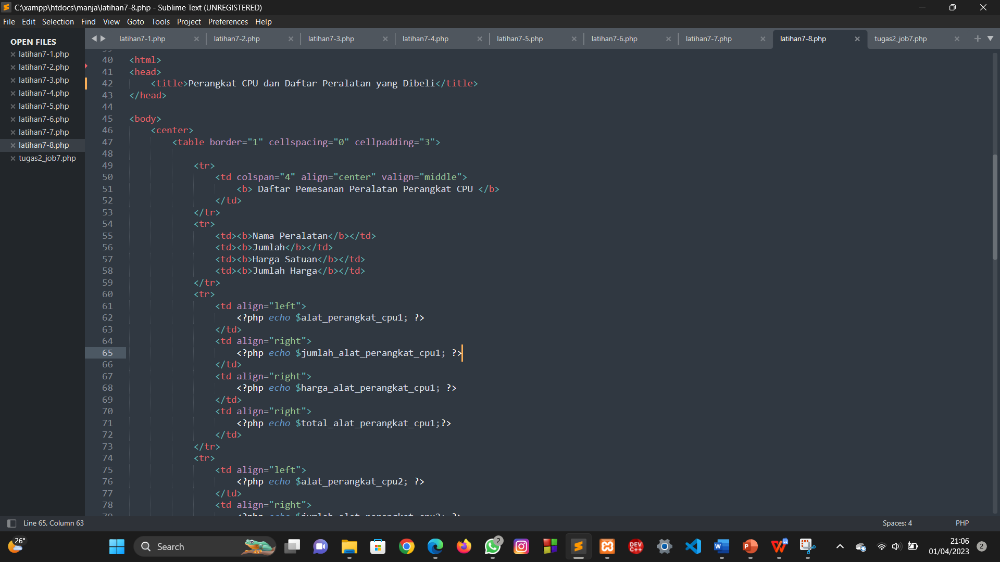 C:\xampp\htdocs\manja\latihan7-8.php - Sublime Text (UNREGISTERED)
File Edit Selection Find View Goto Tools Project Preferences Help
OPEN FILES
latihan7-1.php
latihan7-2.php
latihan7-3.php
latihan7-4.php
latihan7-5.php
latihan7-6.php
latihan7-7.php
latihan7-8.php
tugas2_job7.php
latihan7-1.php latihan7-2.php latihan7-3.php latihan7-4.php latihan7-5.php latihan7-6.php latihan7-7.php latihan7-8.php tugas2_job7.php
40 <html>
41 <head>
42 <title>Perangkat CPU dan Daftar Peralatan yang Dibeli</title>
43 </head>
44
45 <body>
46 <center>
47 <table border="1" cellspacing="0" cellpadding="3">
48
49 <tr>
50 <td colspan="4" align="center" valign="middle">
51 <b> Daftar Pemesanan Peralatan Perangkat CPU </b>
52 </td>
53 </tr>
54 <tr>
55 <td><b>Nama Peralatan</b></td>
56 <td><b>Jumlah</b></td>
57 <td><b>Harga Satuan</b></td>
58 <td><b>Jumlah Harga</b></td>
59 </tr>
60 <tr>
61 <td align="left">
62 <?php echo $alat_perangkat_cpu1; ?>
63 </td>
64 <td align="right">
65 <?php echo $jumlah_alat_perangkat_cpu1; ?>
66 </td>
67 <td align="right">
68 <?php echo $harga_alat_perangkat_cpu1; ?>
69 </td>
70 <td align="right">
71 <?php echo $total_alat_perangkat_cpu1;?>
72 </td>
73 </tr>
74 <tr>
75 <td align="left">
76 <?php echo $alat_perangkat_cpu2; ?>
77 </td>
78 <td align="right">
79 <?php echo $jumlah_alat_perangkat_cpu2; ?>
Line 65, Column 63
Spaces: 4
PHP
26°
Search
2
DEV C++
21:06
01/04/2023
2